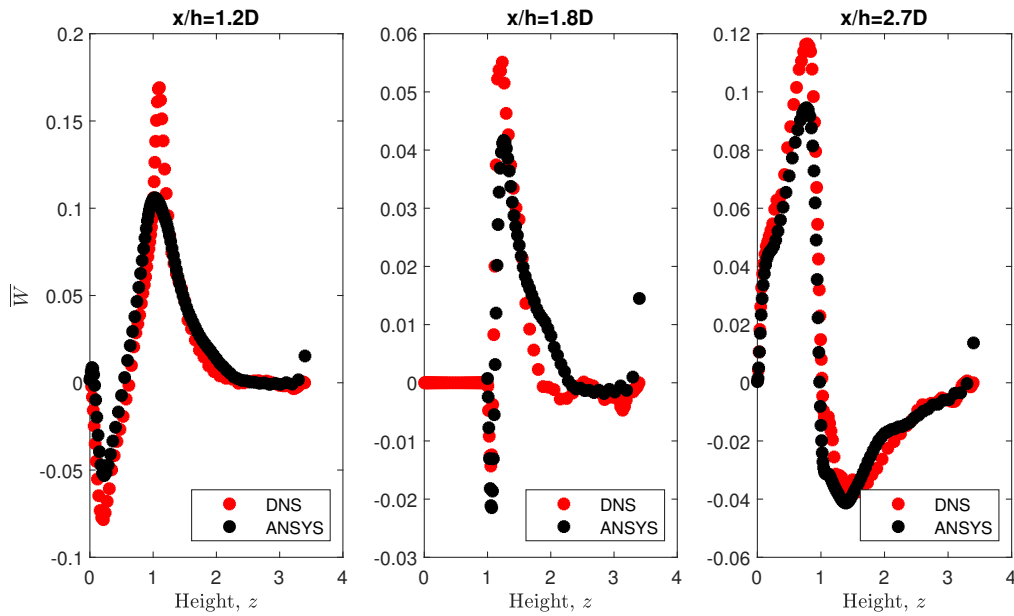 x/h=1.2D
x/h=1.8D
x/h=2.7D
0.2
0.15
0.1
0.05
0
-0.05
-0.1
W
0 1 2 3 4
Height, z
DNS
ANSYS
0.06
0.05
0.04
0.03
0.02
0.01
0
-0.01
-0.02
-0.03
0 1 2 3 4
Height, z
DNS
ANSYS
0.12
0.1
0.08
0.06
0.04
0.02
0
-0.02
-0.04
-0.06
0 1 2 3 4
Height, z
DNS
ANSYS